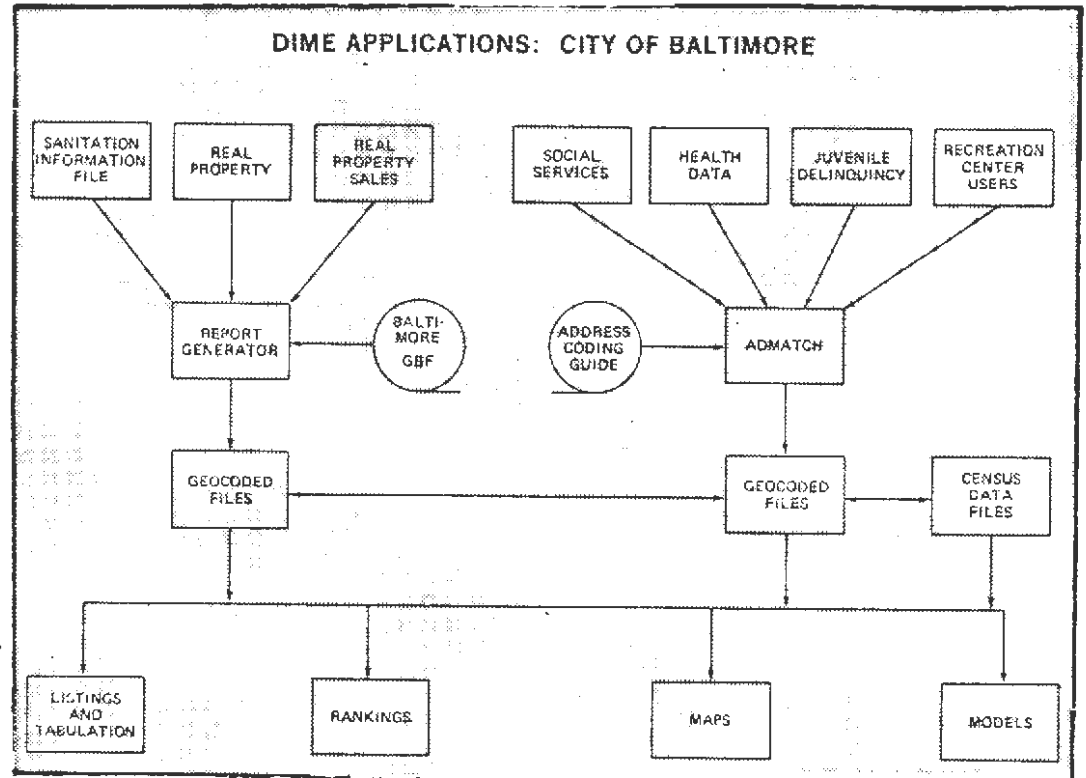 DIME APPLICATIONS: CITY OF BALTIMORE
SANITATION
INFORMATION
FILE
REAL
PROPERTY
REAL
PROPERTY
SALES
SOCIAL
SERVICES
HEALTH
DATA
JUVENILE
DELINQUINCY
RECREATION
CENTER
USERS
REPORT
GENERATOR
BALTI-
MORE
GBF
ADDRESS
CODING
GUIDE
ADMATCH
GEOCODED
FILES
GEOCODED
FILES
CENSUS
DATA
FILES
LISTINGS
AND
TABULATION
RANKINGS
MAPS
MODELS